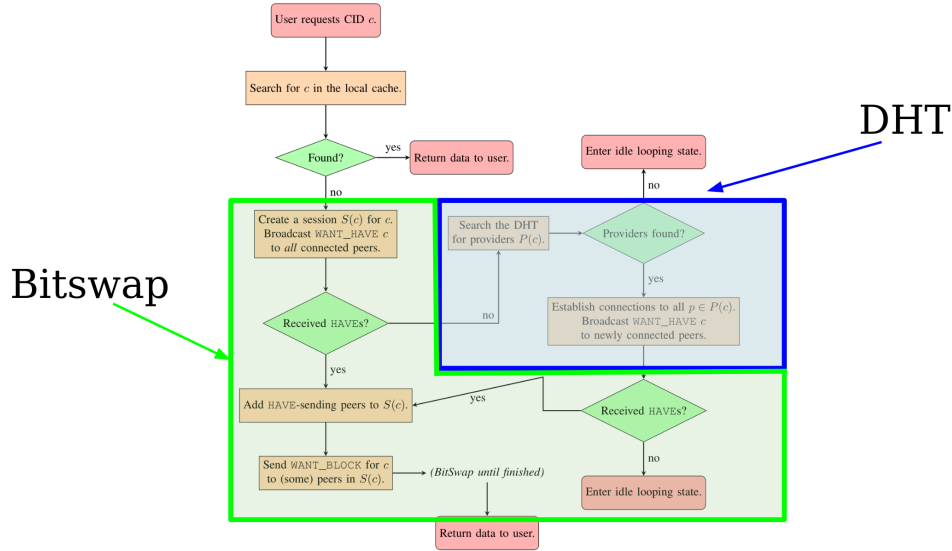 User requests CID c.
Search for c in the local cache.
Found?
yes
Return data to user.
no
Enter idle looping state.
no
DHT
Create a session S(c) for c.
Broadcast WANT_HAVE c
to all connected peers.
Search the DHT
for providers P(c).
Providers found?
yes
Bitswap
Received HAVEs?
no
Establish connections to all p ∈ P(c).
Broadcast WANT_HAVE c
to newly connected peers.
yes
Add HAVE-sending peers to S(c).
yes
Received HAVEs?
no
Send WANT_BLOCK for c
to (some) peers in S(c).
(BitSwap until finished)
Enter idle looping state.
Return data to user.